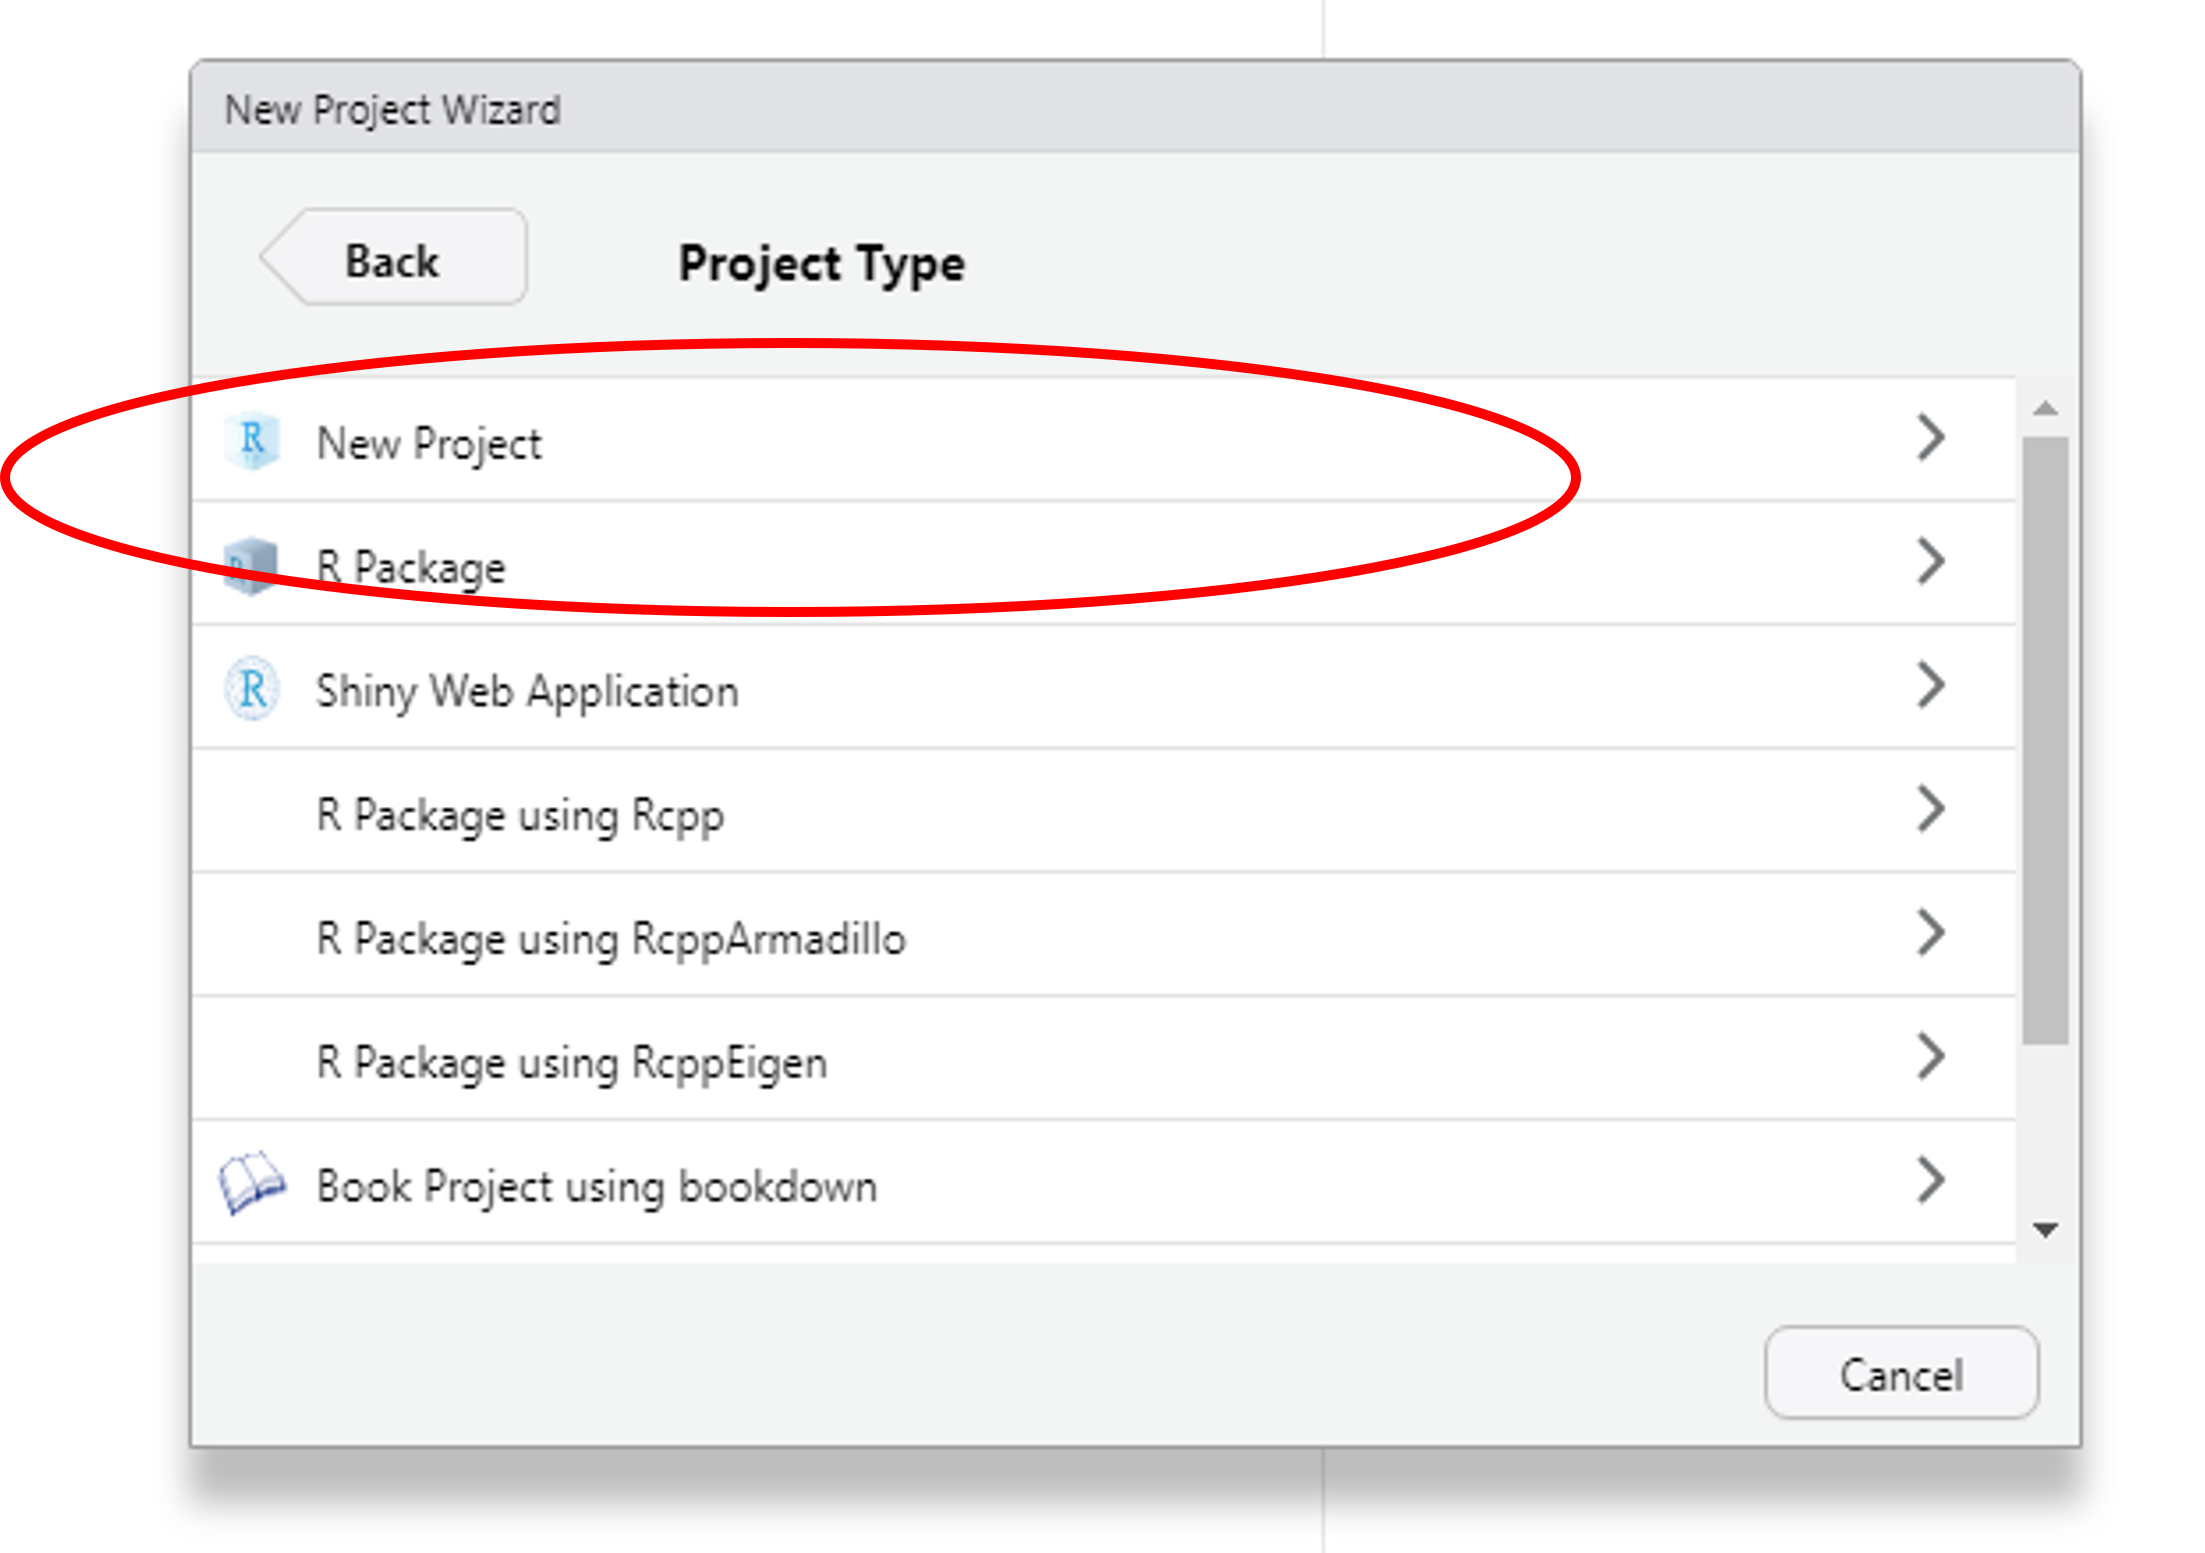 New Project Wizard
Back
Project Type
R
New Project
R
R Package
R
Shiny Web Application
R Package using Rcpp
R Package using RcppArmadillo
R Package using RcppEigen
Book Project using bookdown
Cancel